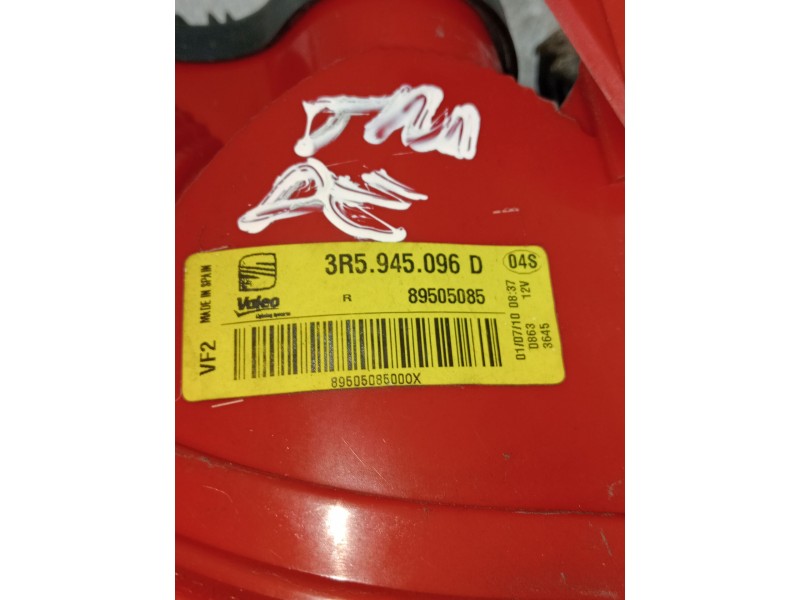 3R5.945.096 D
04S
Valeo
R 89505085
89505085000X
VF2 MADE IN SPAIN
01/07/10 08:37
12V
D863
3645